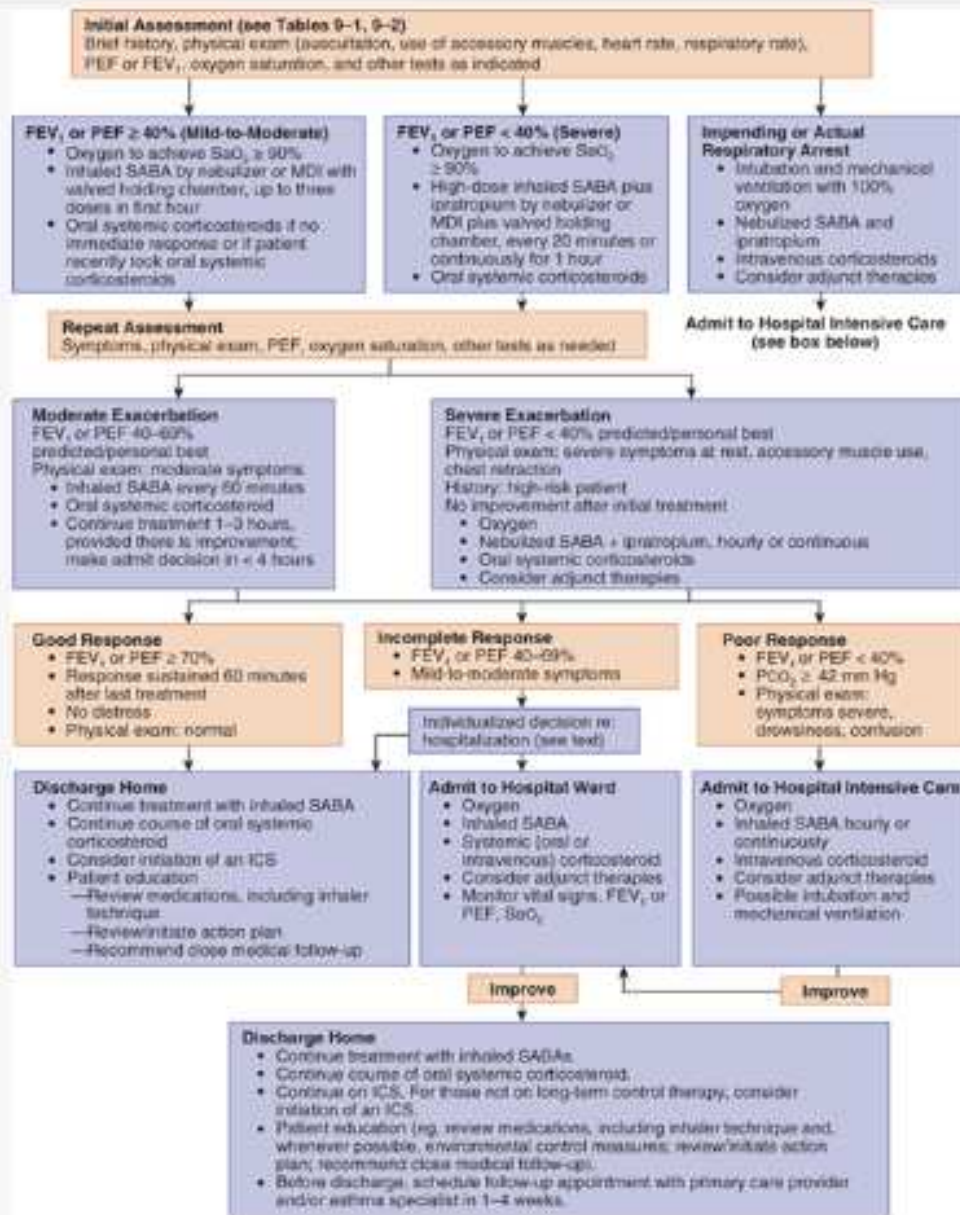 Initial Assessment (see Tables 9–1, 9–2)
Brief history, physical exam (auscultation, use of accessory muscles, heart rate, respiratory rate),
PEF or FEV₁, oxygen saturation, and other tests as indicated
FEV₁ or PEF ≥ 40% (Mild-to-Moderate)
• Oxygen to achieve SaO₂ ≥ 90%
• Inhaled SABA by nebulizer or MDI with
valved holding chamber, up to three
doses in first hour
• Oral systemic corticosteroids if no
immediate response or if patient
recently took oral systemic
corticosteroids
FEV₁ or PEF < 40% (Severe)
• Oxygen to achieve SaO₂
≥ 90%
• High-dose inhaled SABA plus
ipratropium by nebulizer or
MDI plus valved holding
chamber, every 20 minutes or
continuously for 1 hour
• Oral systemic corticosteroids
Impending or Actual
Respiratory Arrest
• Intubation and mechanical
ventilation with 100%
oxygen
• Nebulized SABA and
ipratropium
• Intravenous corticosteroids
• Consider adjunct therapies
Repeat Assessment
Symptoms, physical exam, PEF, oxygen saturation, other tests as needed
Admit to Hospital Intensive Care
(see box below)
Moderate Exacerbation
FEV₁ or PEF 40–69%
predicted/personal best
Physical exam: moderate symptoms
• Inhaled SABA every 60 minutes
• Oral systemic corticosteroid
• Continue treatment 1–3 hours,
provided there is improvement;
make admit decision in < 4 hours
Severe Exacerbation
FEV₁ or PEF < 40% predicted/personal best
Physical exam: severe symptoms at rest, accessory muscle use,
chest retraction
History: high-risk patient
No improvement after initial treatment
• Oxygen
• Nebulized SABA + ipratropium, hourly or continuous
• Oral systemic corticosteroids
• Consider adjunct therapies
Good Response
• FEV₁ or PEF ≥ 70%
• Response sustained 60 minutes
after last treatment
• No distress
• Physical exam: normal
Incomplete Response
• FEV₁ or PEF 40–69%
• Mild-to-moderate symptoms
Poor Response
• FEV₁ or PEF < 40%
• PCO₂ ≥ 42 mm Hg
• Physical exam:
symptoms severe,
drowsiness, confusion
Individualized decision re:
hospitalization (see text)
Discharge Home
• Continue treatment with inhaled SABA
• Continue course of oral systemic
corticosteroid
• Consider initiation of an ICS
• Patient education
—Review medications, including inhaler
technique
—Review/initiate action plan
—Recommend close medical follow-up
Admit to Hospital Ward
• Oxygen
• Inhaled SABA
• Systemic (oral or
intravenous) corticosteroid
• Consider adjunct therapies
• Monitor vital signs, FEV₁ or
PEF, SaO₂
Admit to Hospital Intensive Care
• Oxygen
• Inhaled SABA hourly or
continuously
• Intravenous corticosteroid
• Consider adjunct therapies
• Possible intubation and
mechanical ventilation
Improve
Improve
Discharge Home
• Continue treatment with inhaled SABAs.
• Continue course of oral systemic corticosteroid.
• Continue on ICS. For those not on long-term control therapy, consider
initiation of an ICS.
• Patient education (eg, review medications, including inhaler technique and,
whenever possible, environmental control measures; review/initiate action
plan; recommend close medical follow-up).
• Before discharge, schedule follow-up appointment with primary care provider
and/or asthma specialist in 1–4 weeks.